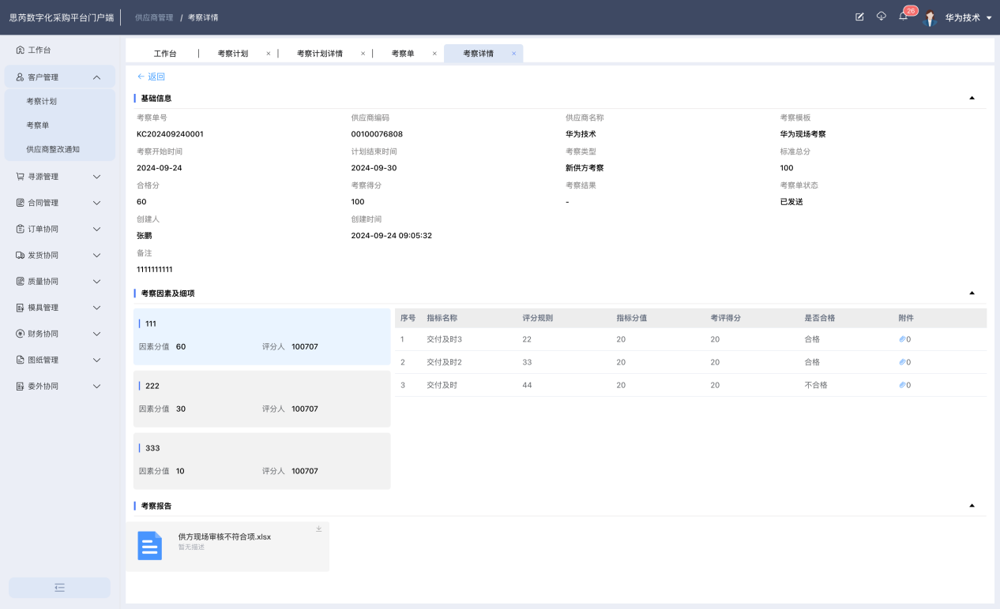 思芮数字化采购平台门户端 供应商管理 / 考察详情 26 华为技术
工作台
客户管理
考察计划
考察单
供应商整改通知
寻源管理
合同管理
订单协同
发货协同
质量协同
模具管理
财务协同
图纸管理
委外协同
工作台 考察计划 × 考察计划详情 × 考察单 × 考察详情 ×
← 返回
基础信息
考察单号 供应商编码 供应商名称 考察模板
KC202409240001 00100076808 华为技术 华为现场考察
考察开始时间 计划结束时间 考察类型 标准总分
2024-09-24 2024-09-30 新供方考察 100
合格分 考察得分 考察结果 考察单状态
60 100 - 已发送
创建人 创建时间
张鹏 2024-09-24 09:05:32
备注
1111111111
考察因素及细项
111
因素分值 60 评分人 100707
222
因素分值 30 评分人 100707
333
因素分值 10 评分人 100707
序号 指标名称 评分规则 指标分值 考评得分 是否合格 附件
1 交付及时3 22 20 20 合格 0
2 交付及时2 33 20 20 合格 0
3 交付及时 44 20 20 不合格 0
考察报告
供方现场审核不符合项.xlsx
暂无描述